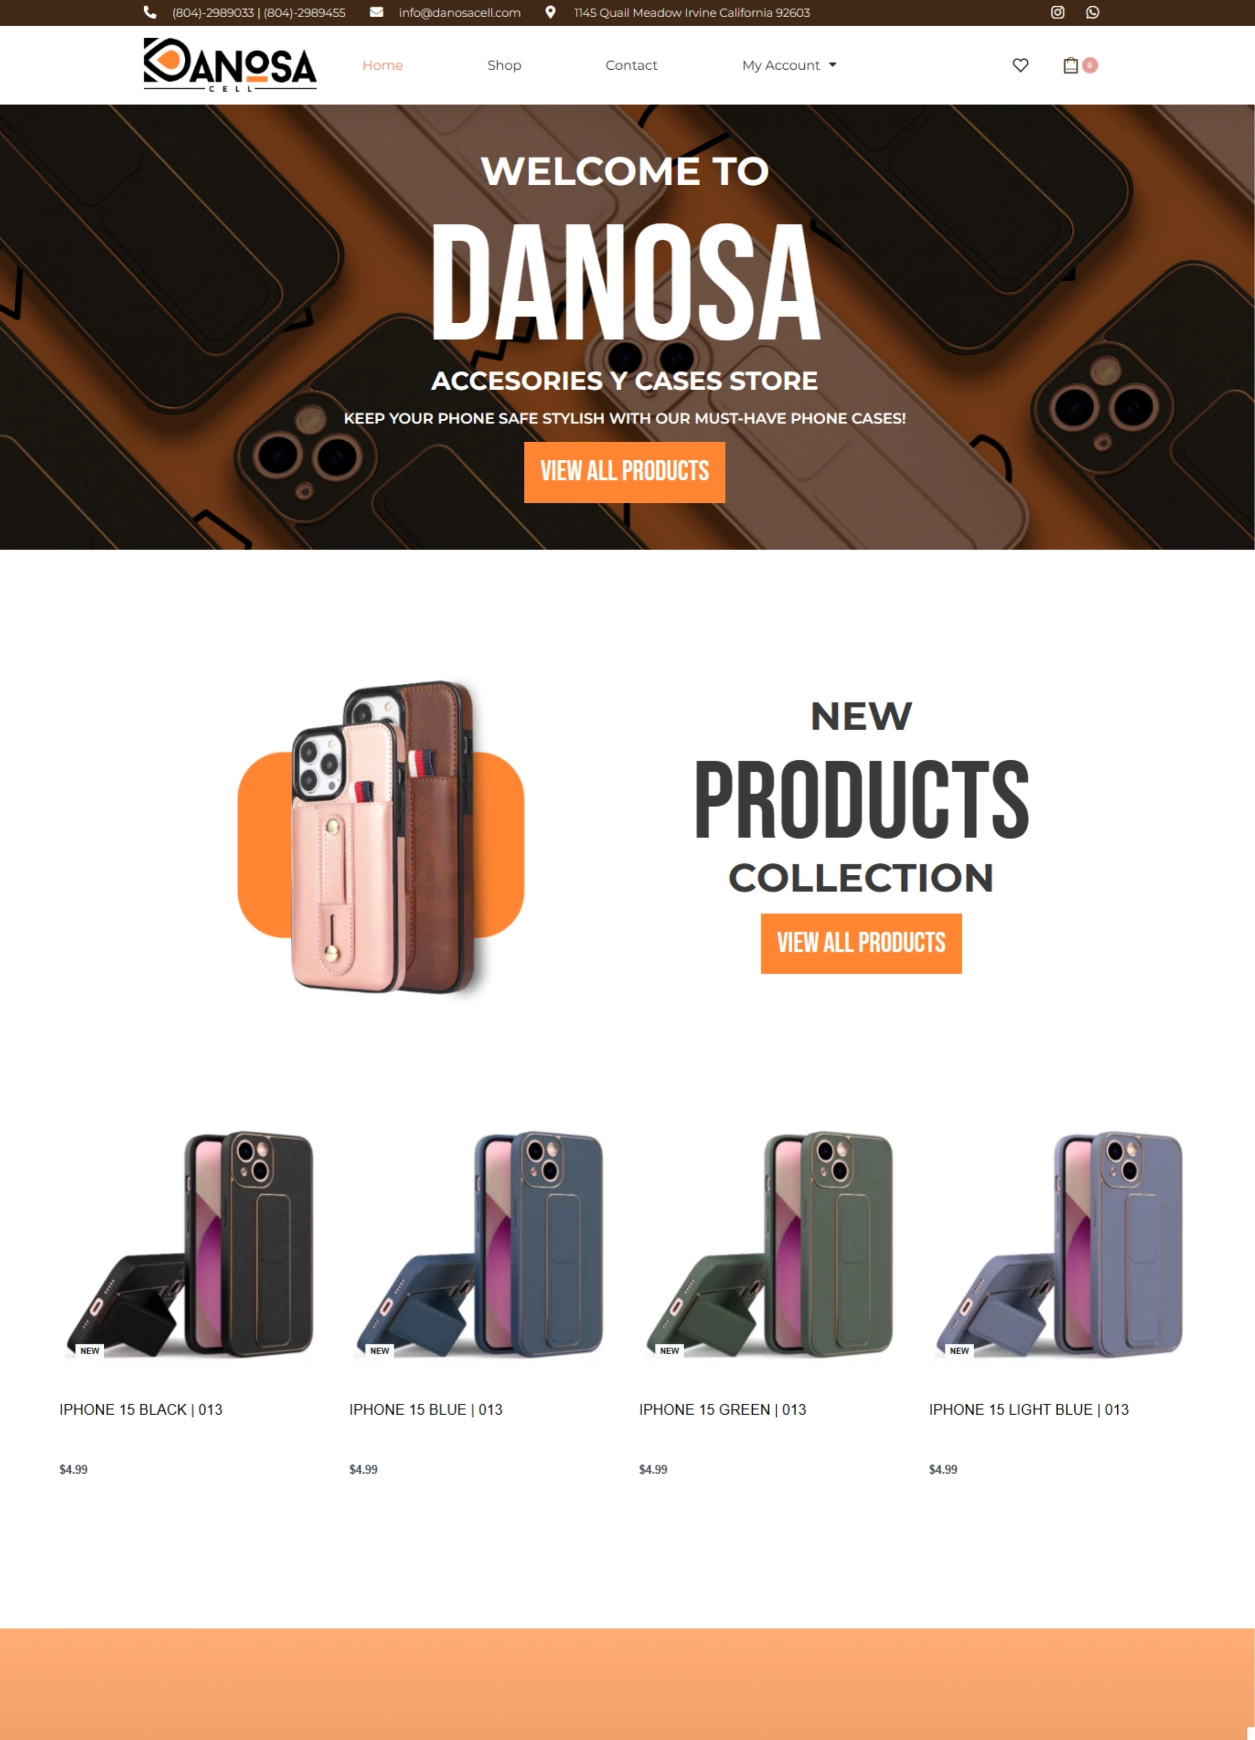 (804)-2989033 | (804)-2989455
info@danosacell.com
1145 Quail Meadow Irvine California 92603
DANOSA
CELL
Home
Shop
Contact
My Account
0
WELCOME TO
DANOSA
ACCESORIES Y CASES STORE
KEEP YOUR PHONE SAFE STYLISH WITH OUR MUST-HAVE PHONE CASES!
VIEW ALL PRODUCTS
NEW
PRODUCTS
COLLECTION
VIEW ALL PRODUCTS
NEW
NEW
NEW
NEW
IPHONE 15 BLACK | 013
IPHONE 15 BLUE | 013
IPHONE 15 GREEN | 013
IPHONE 15 LIGHT BLUE | 013
$4.99
$4.99
$4.99
$4.99